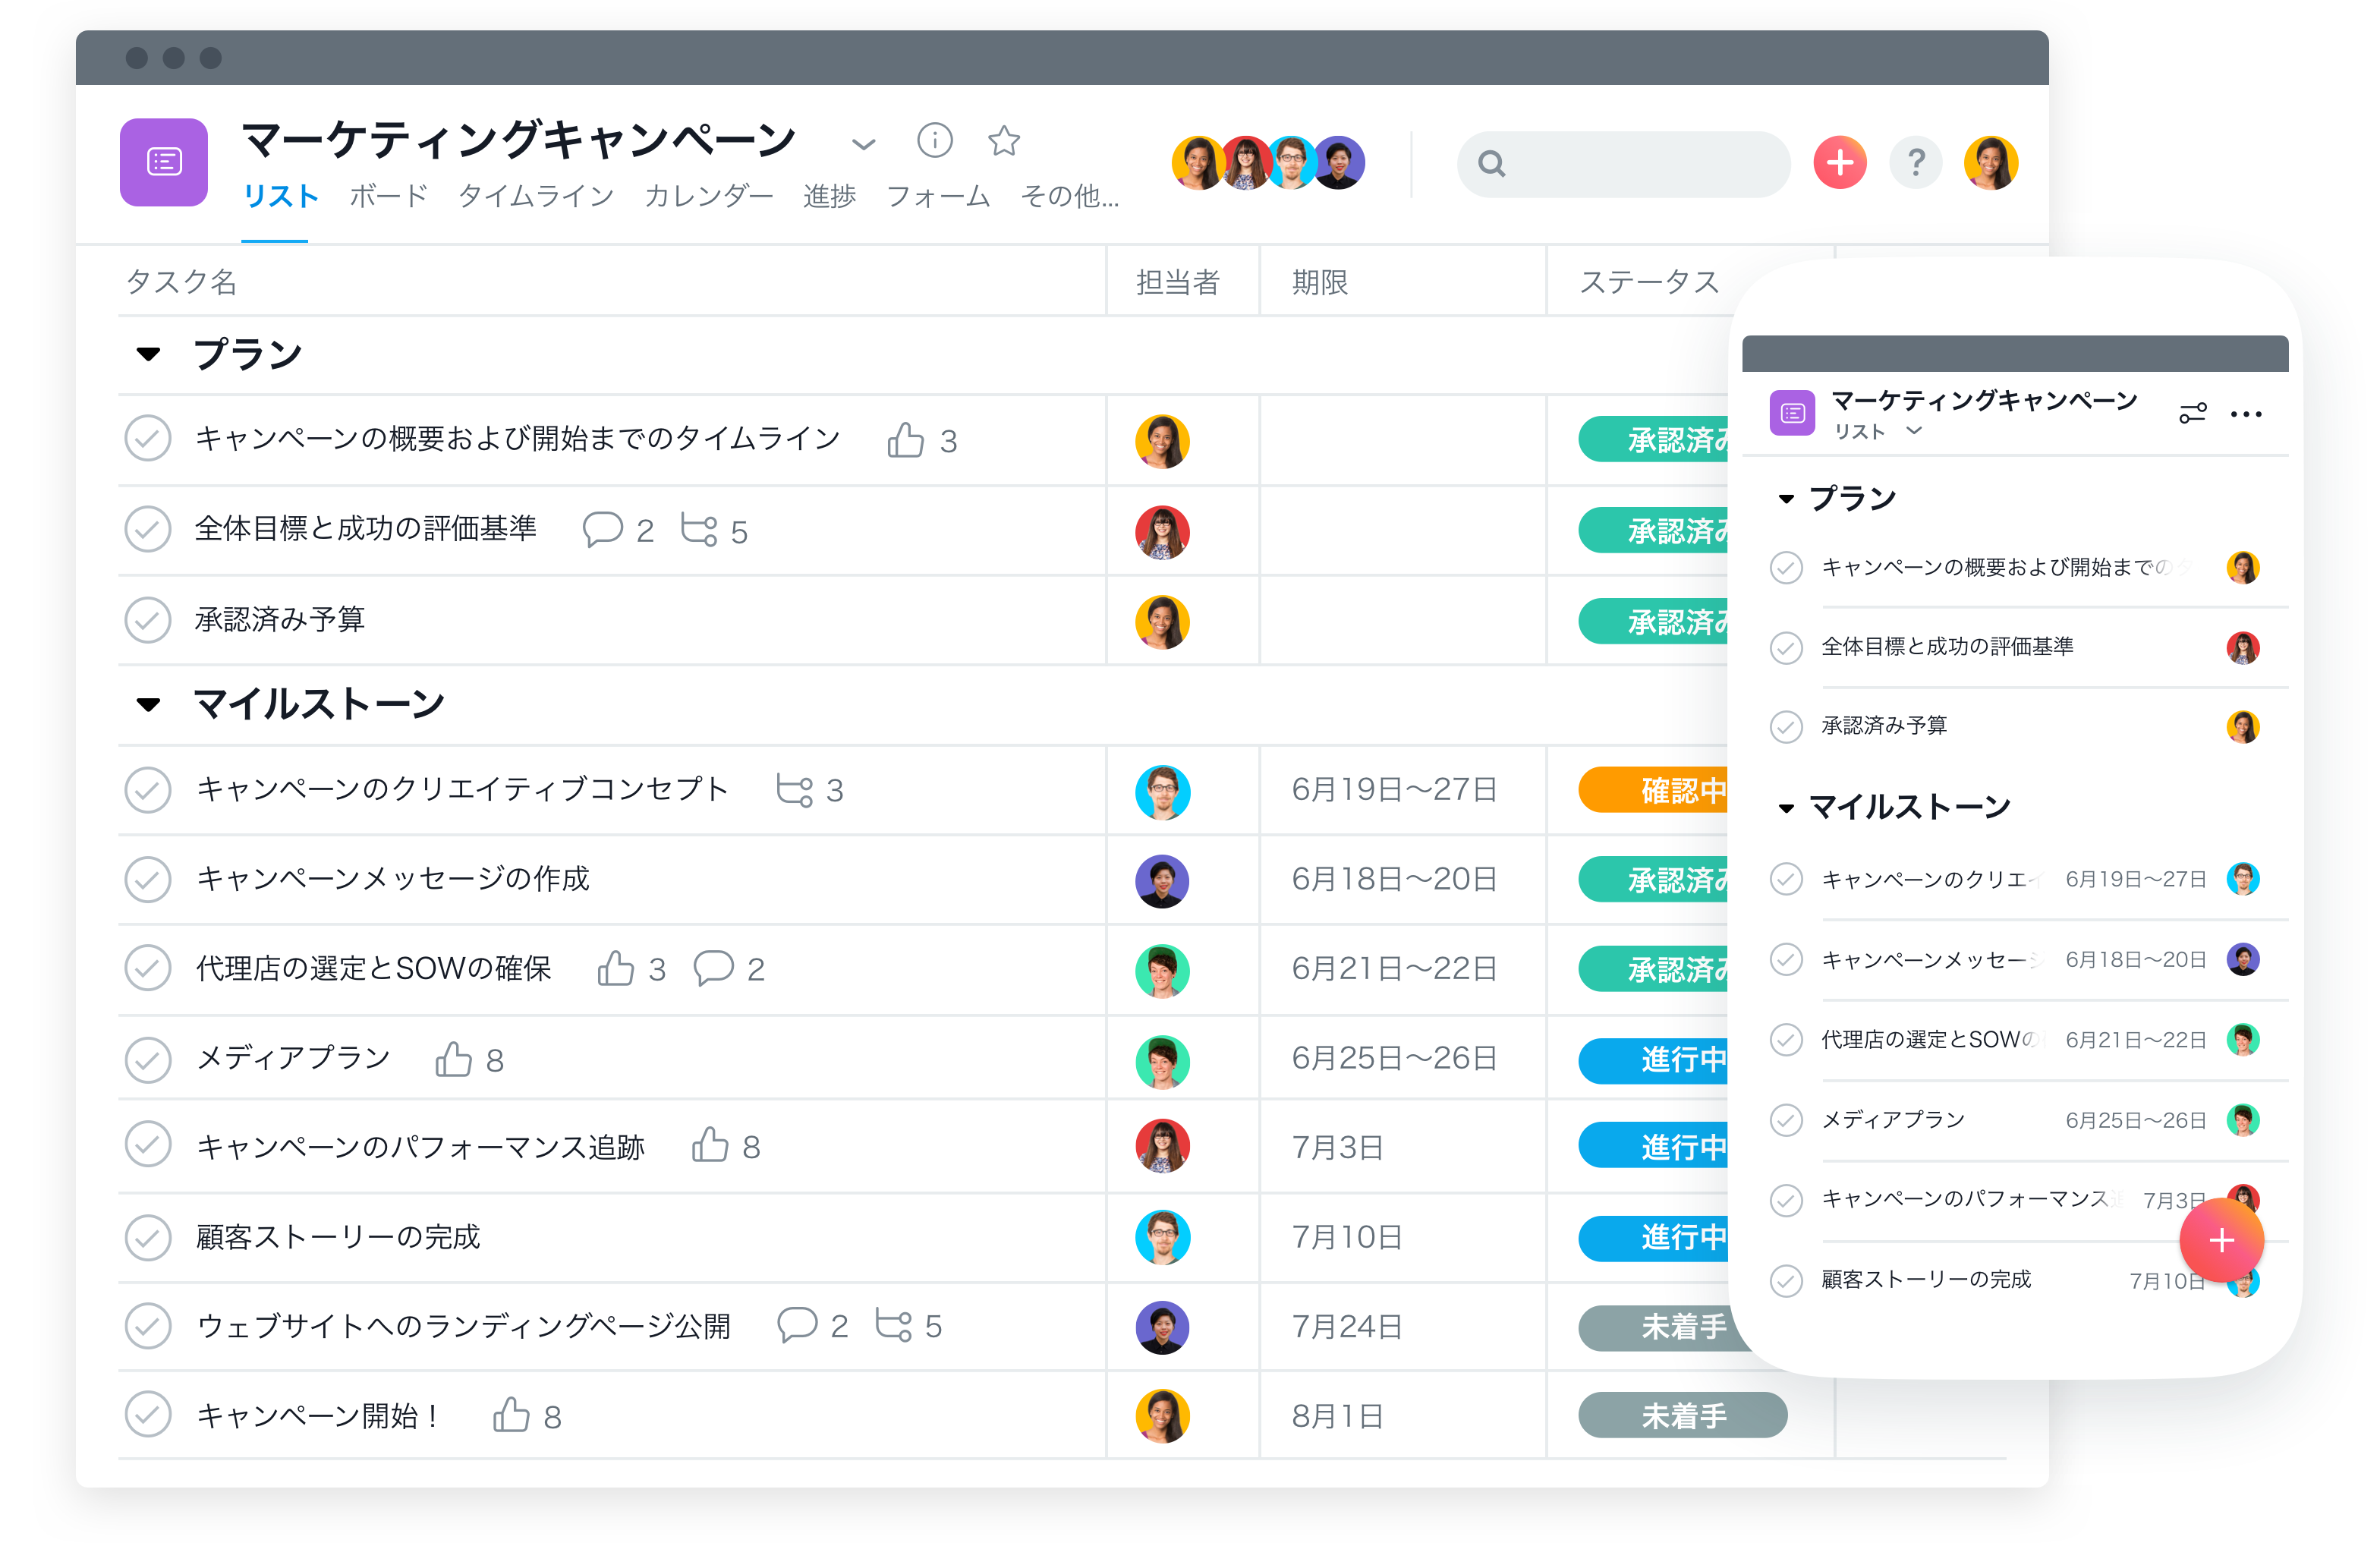 マーケティングキャンペーン
リスト ボード タイムライン カレンダー 進捗 フォーム その他...
?
タスク名 担当者 期限 ステータス
プラン
キャンペーンの概要および開始までのタイムライン 3 承認済み
全体目標と成功の評価基準 2 5 承認済み
承認済み予算 承認済み
マイルストーン
キャンペーンのクリエイティブコンセプト 3 6月19日〜27日 確認中
キャンペーンメッセージの作成 6月18日〜20日 承認済み
代理店の選定とSOWの確保 3 2 6月21日〜22日 承認済み
メディアプラン 8 6月25日〜26日 進行中
キャンペーンのパフォーマンス追跡 8 7月3日 進行中
顧客ストーリーの完成 7月10日 進行中
ウェブサイトへのランディングページ公開 2 5 7月24日 未着手
キャンペーン開始！ 8 8月1日 未着手
マーケティングキャンペーン
リスト
プラン
キャンペーンの概要および開始までのタ
全体目標と成功の評価基準
承認済み予算
マイルストーン
キャンペーンのクリエイ 6月19日〜27日
キャンペーンメッセージ 6月18日〜20日
代理店の選定とSOWの 6月21日〜22日
メディアプラン 6月25日〜26日
キャンペーンのパフォーマンス追 7月3日
顧客ストーリーの完成 7月10日